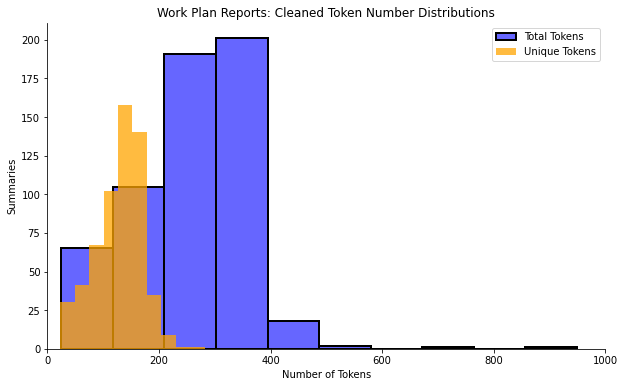 Work Plan Reports: Cleaned Token Number Distributions
Total Tokens
Unique Tokens
Summaries
200
175
150
125
100
75
50
25
0
0 200 400 600 800 1000
Number of Tokens